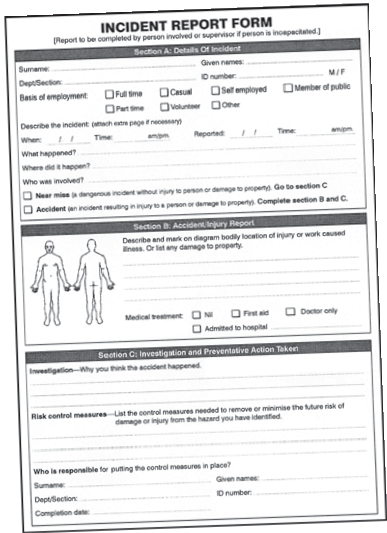 INCIDENT REPORT FORM
[Report to be completed by person involved or supervisor if person is incapacitated.]
Section A: Details Of Incident
Surname: Given names:
Dept/Section: ID number: M / F
Basis of employment: Full time Casual Self employed Member of public
Part time Volunteer Other
Describe the incident: (attach extra page if necessary)
When: / / Time: am/pm. Reported: / / Time: am/pm.
What happened?
Where did it happen?
Who was involved?
Near miss (a dangerous incident without injury to person or damage to property). Go to section C
Accident (an incident resulting in injury to a person or damage to property). Complete section B and C.
Section B: Accident/Injury Report
Describe and mark on diagram bodily location of injury or work caused
illness. Or list any damage to property.
Medical treatment: Nil First aid Doctor only
Admitted to hospital
Section C: Investigation and Preventative Action Taken
Investigation—Why you think the accident happened.
Risk control measures—List the control measures needed to remove or minimise the future risk of
damage or injury from the hazard you have identified.
Who is responsible for putting the control measures in place?
Surname: Given names:
Dept/Section: ID number:
Completion date: